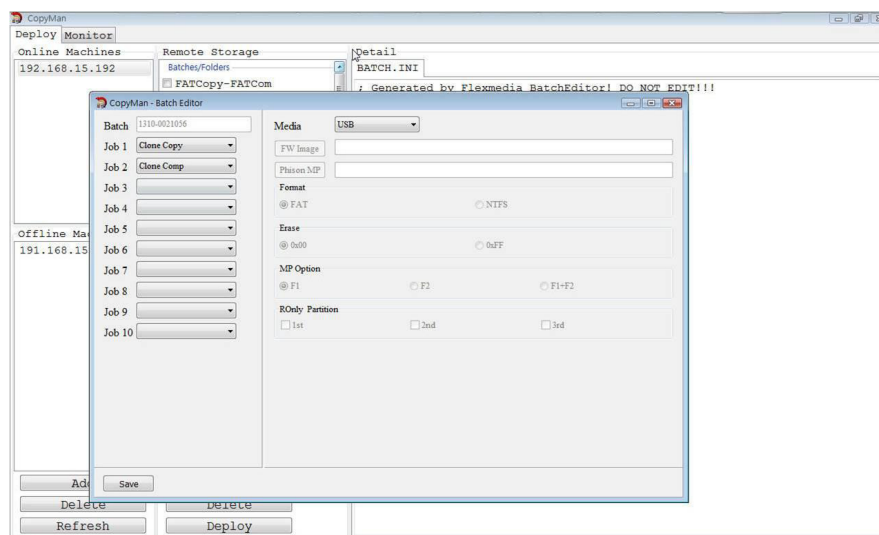 CopyMan
Deploy Monitor
Online Machines
192.168.15.192
Remote Storage
Batches/Folders
FATCopy-FATCom
Detail
BATCH.INI
; Generated by Flexmedia BatchEditor! DO NOT EDIT!!!
CopyMan - Batch Editor
Batch 1310-0021056
Job 1 Clone Copy
Job 2 Clone Comp
Job 3
Job 4
Job 5
Job 6
Job 7
Job 8
Job 9
Job 10
Media USB
FW Image
Phison MP
Format
FAT NTFS
Erase
0x00 0xFF
MP Option
F1 F2 F1+F2
ROnly Partition
1st 2nd 3rd
Save
Offline Ma
191.168.15
Ad
Delete Delete
Refresh Deploy